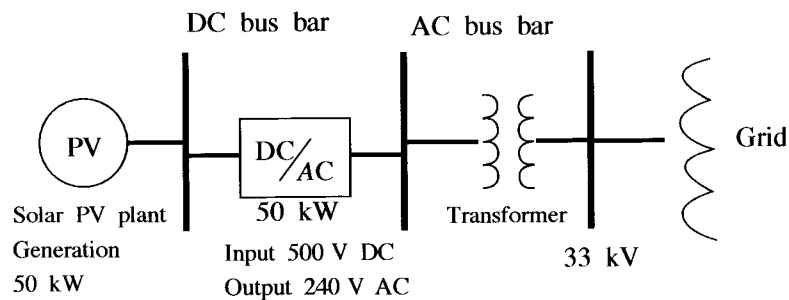 DC bus bar
AC bus bar
PV
DC/AC
Grid
50 kW
Solar PV plant
Generation
50 kW
Input 500 V DC
Output 240 V AC
Transformer
33 kV